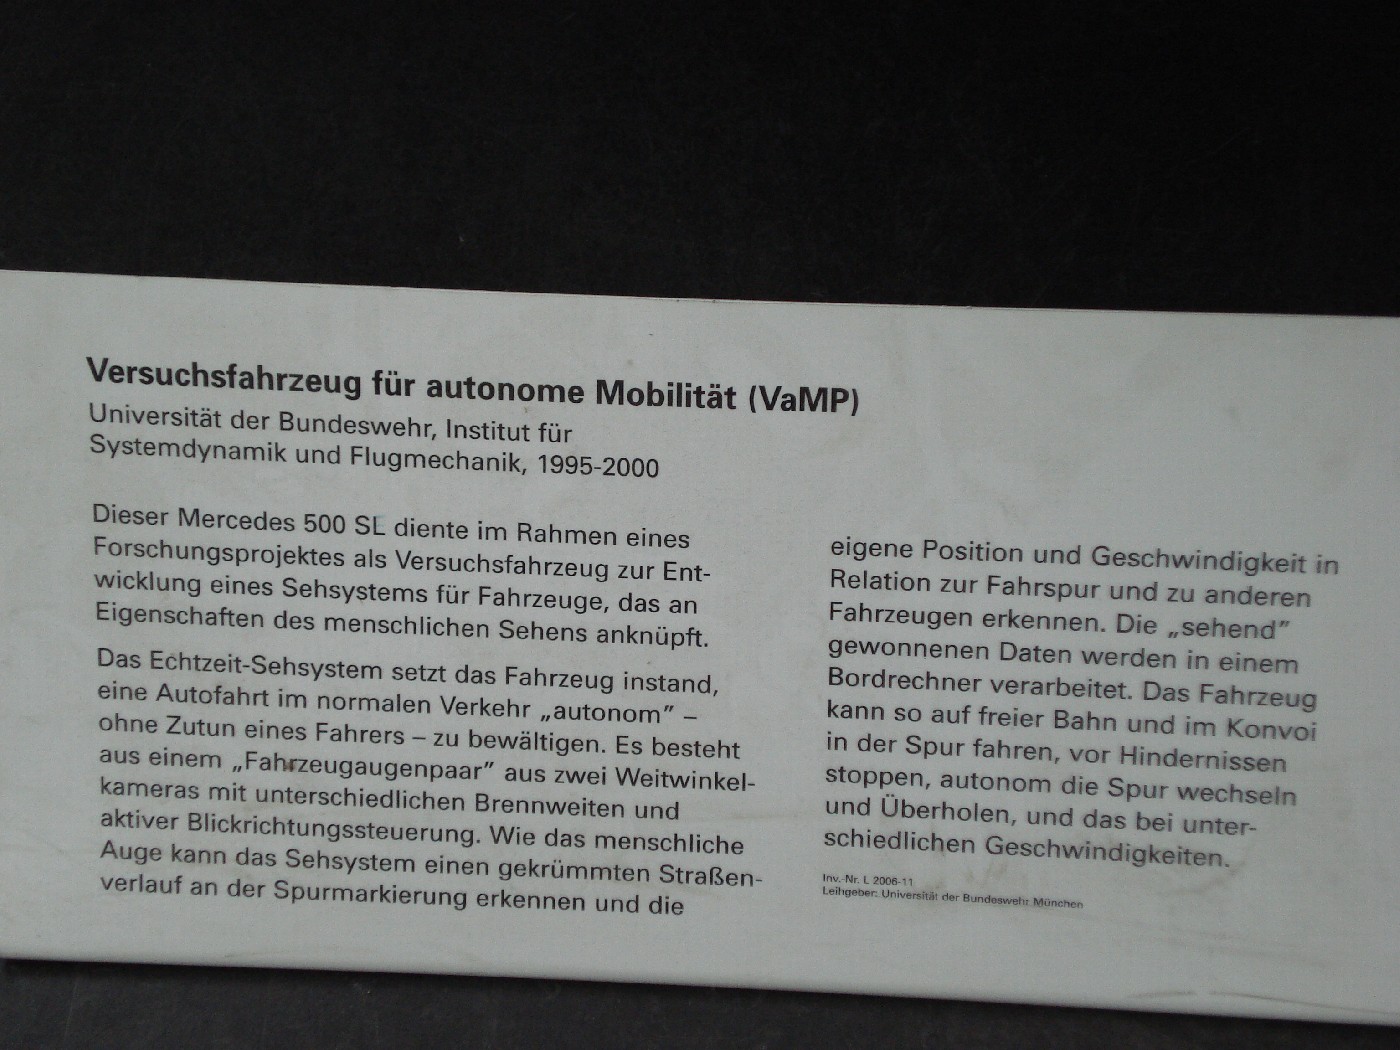 Versuchsfahrzeug für autonome Mobilität (VaMP)
Universität der Bundeswehr, Institut für
Systemdynamik und Flugmechanik, 1995-2000
Dieser Mercedes 500 SL diente im Rahmen eines
Forschungsprojektes als Versuchsfahrzeug zur Ent-
wicklung eines Sehsystems für Fahrzeuge, das an
Eigenschaften des menschlichen Sehens anknüpft.
Das Echtzeit-Sehsystem setzt das Fahrzeug instand,
eine Autofahrt im normalen Verkehr „autonom” –
ohne Zutun eines Fahrers – zu bewältigen. Es besteht
aus einem „Fahrzeugaugenpaar” aus zwei Weitwinkel-
kameras mit unterschiedlichen Brennweiten und
aktiver Blickrichtungssteuerung. Wie das menschliche
Auge kann das Sehsystem einen gekrümmten Straßen-
verlauf an der Spurmarkierung erkennen und die
eigene Position und Geschwindigkeit in
Relation zur Fahrspur und zu anderen
Fahrzeugen erkennen. Die „sehend”
gewonnenen Daten werden in einem
Bordrechner verarbeitet. Das Fahrzeug
kann so auf freier Bahn und im Konvoi
in der Spur fahren, vor Hindernissen
stoppen, autonom die Spur wechseln
und Überholen, und das bei unter-
schiedlichen Geschwindigkeiten.
Inv.-Nr. L 2006-11
Leihgeber: Universität der Bundeswehr München